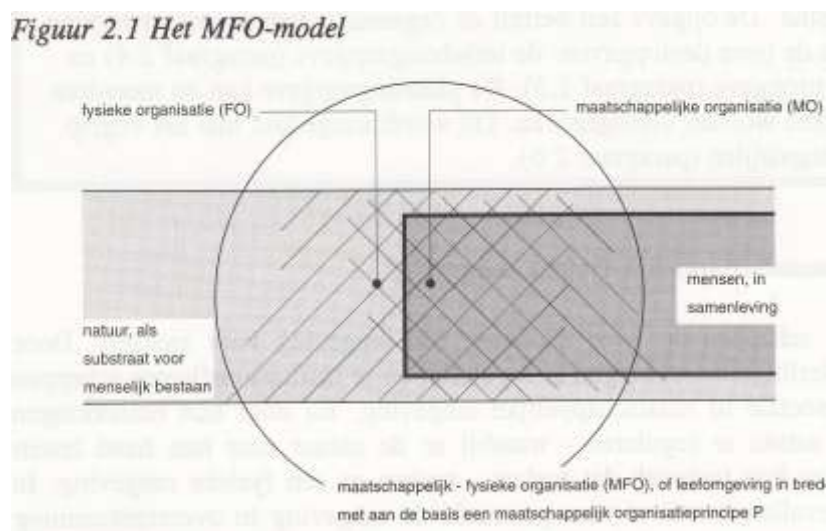 Figuur 2.1 Het MFO-model
fysieke organisatie (FO)
maatschappelijke organisatie (MO)
mensen, in
samenleving
natuur, als
substraat voor
menselijk bestaan
maatschappelijk - fysieke organisatie (MFO), of leefomgeving in brede
met aan de basis een maatschappelijk organisatieprincipe P